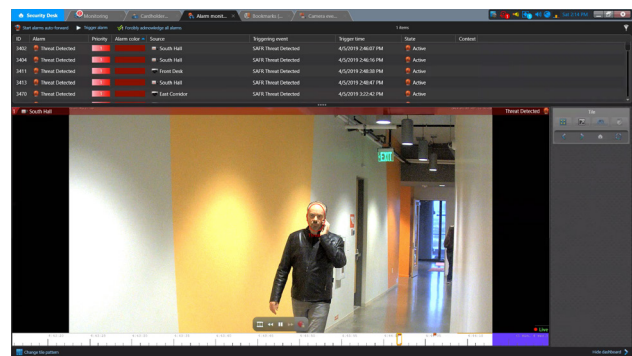 Security Desk
Monitoring
Cardholder...
Alarm monit...
Bookmarks (...
Camera eve...
Sat 3:14 PM
Start alarm auto-forward
Trigger alarm
Forcibly acknowledge all alarms
ID Alarm Priority Alarm color Source Triggering event Trigger time State Context
3402 Threat Detected South Hall SAFR Threat Detected 4/5/2019 2:46:07 PM Active
3404 Threat Detected South Hall SAFR Threat Detected 4/5/2019 2:46:16 PM Active
3411 Threat Detected Front Desk SAFR Threat Detected 4/5/2019 2:48:38 PM Active
3413 Threat Detected South Hall SAFR Threat Detected 4/5/2019 2:48:47 PM Active
3470 Threat Detected East Corridor SAFR Threat Detected 4/5/2019 3:22:42 PM Active
South Hall
Threat Detected
Tile
EXIT
Live
Change tile pattern
Hide dashboard